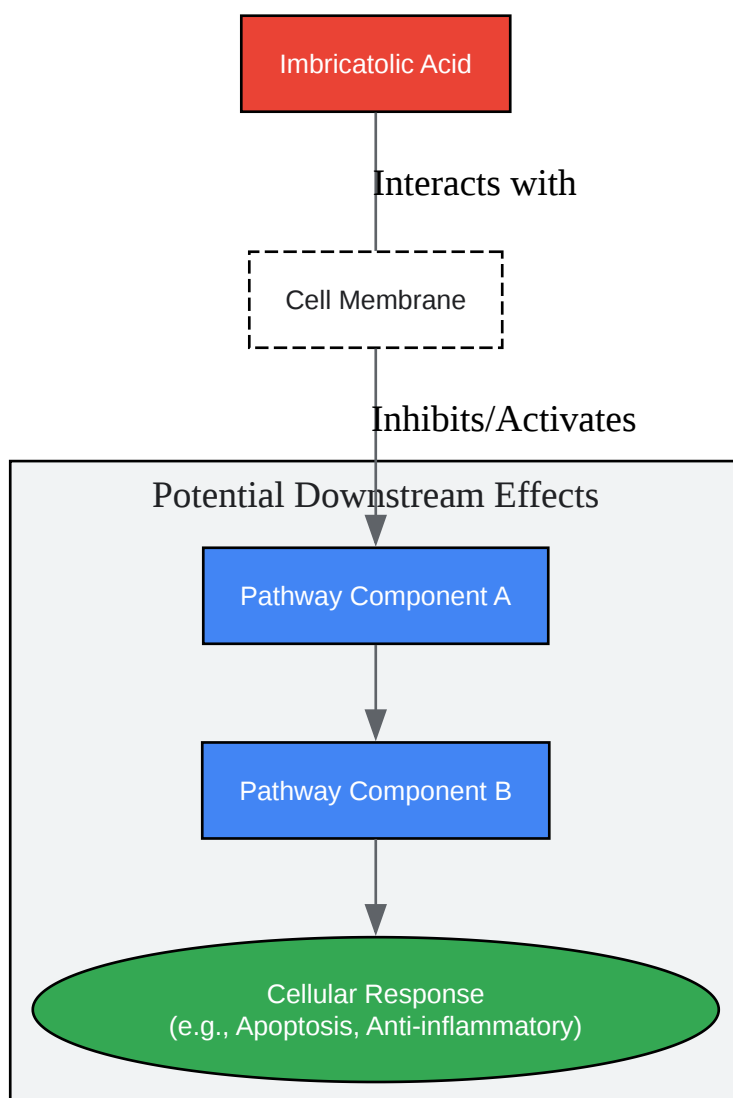 Imbricatolic Acid
Interacts with
Cell Membrane
Inhibits/Activates
Potential Downstream Effects
Pathway Component A
Pathway Component B
Cellular Response
(e.g., Apoptosis, Anti-inflammatory)